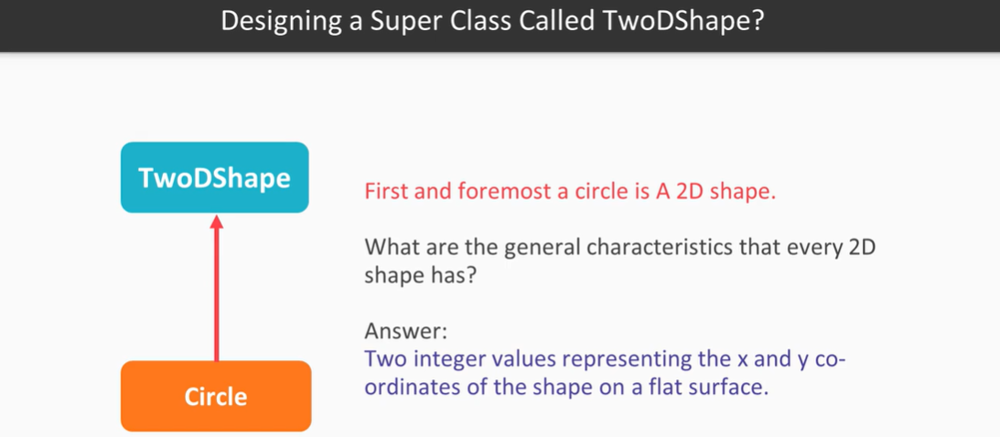 Designing a Super Class Called TwoDShape?
TwoDShape
First and foremost a circle is A 2D shape.
What are the general characteristics that every 2D
shape has?
Answer:
Two integer values representing the x and y co-
ordinates of the shape on a flat surface.
Circle